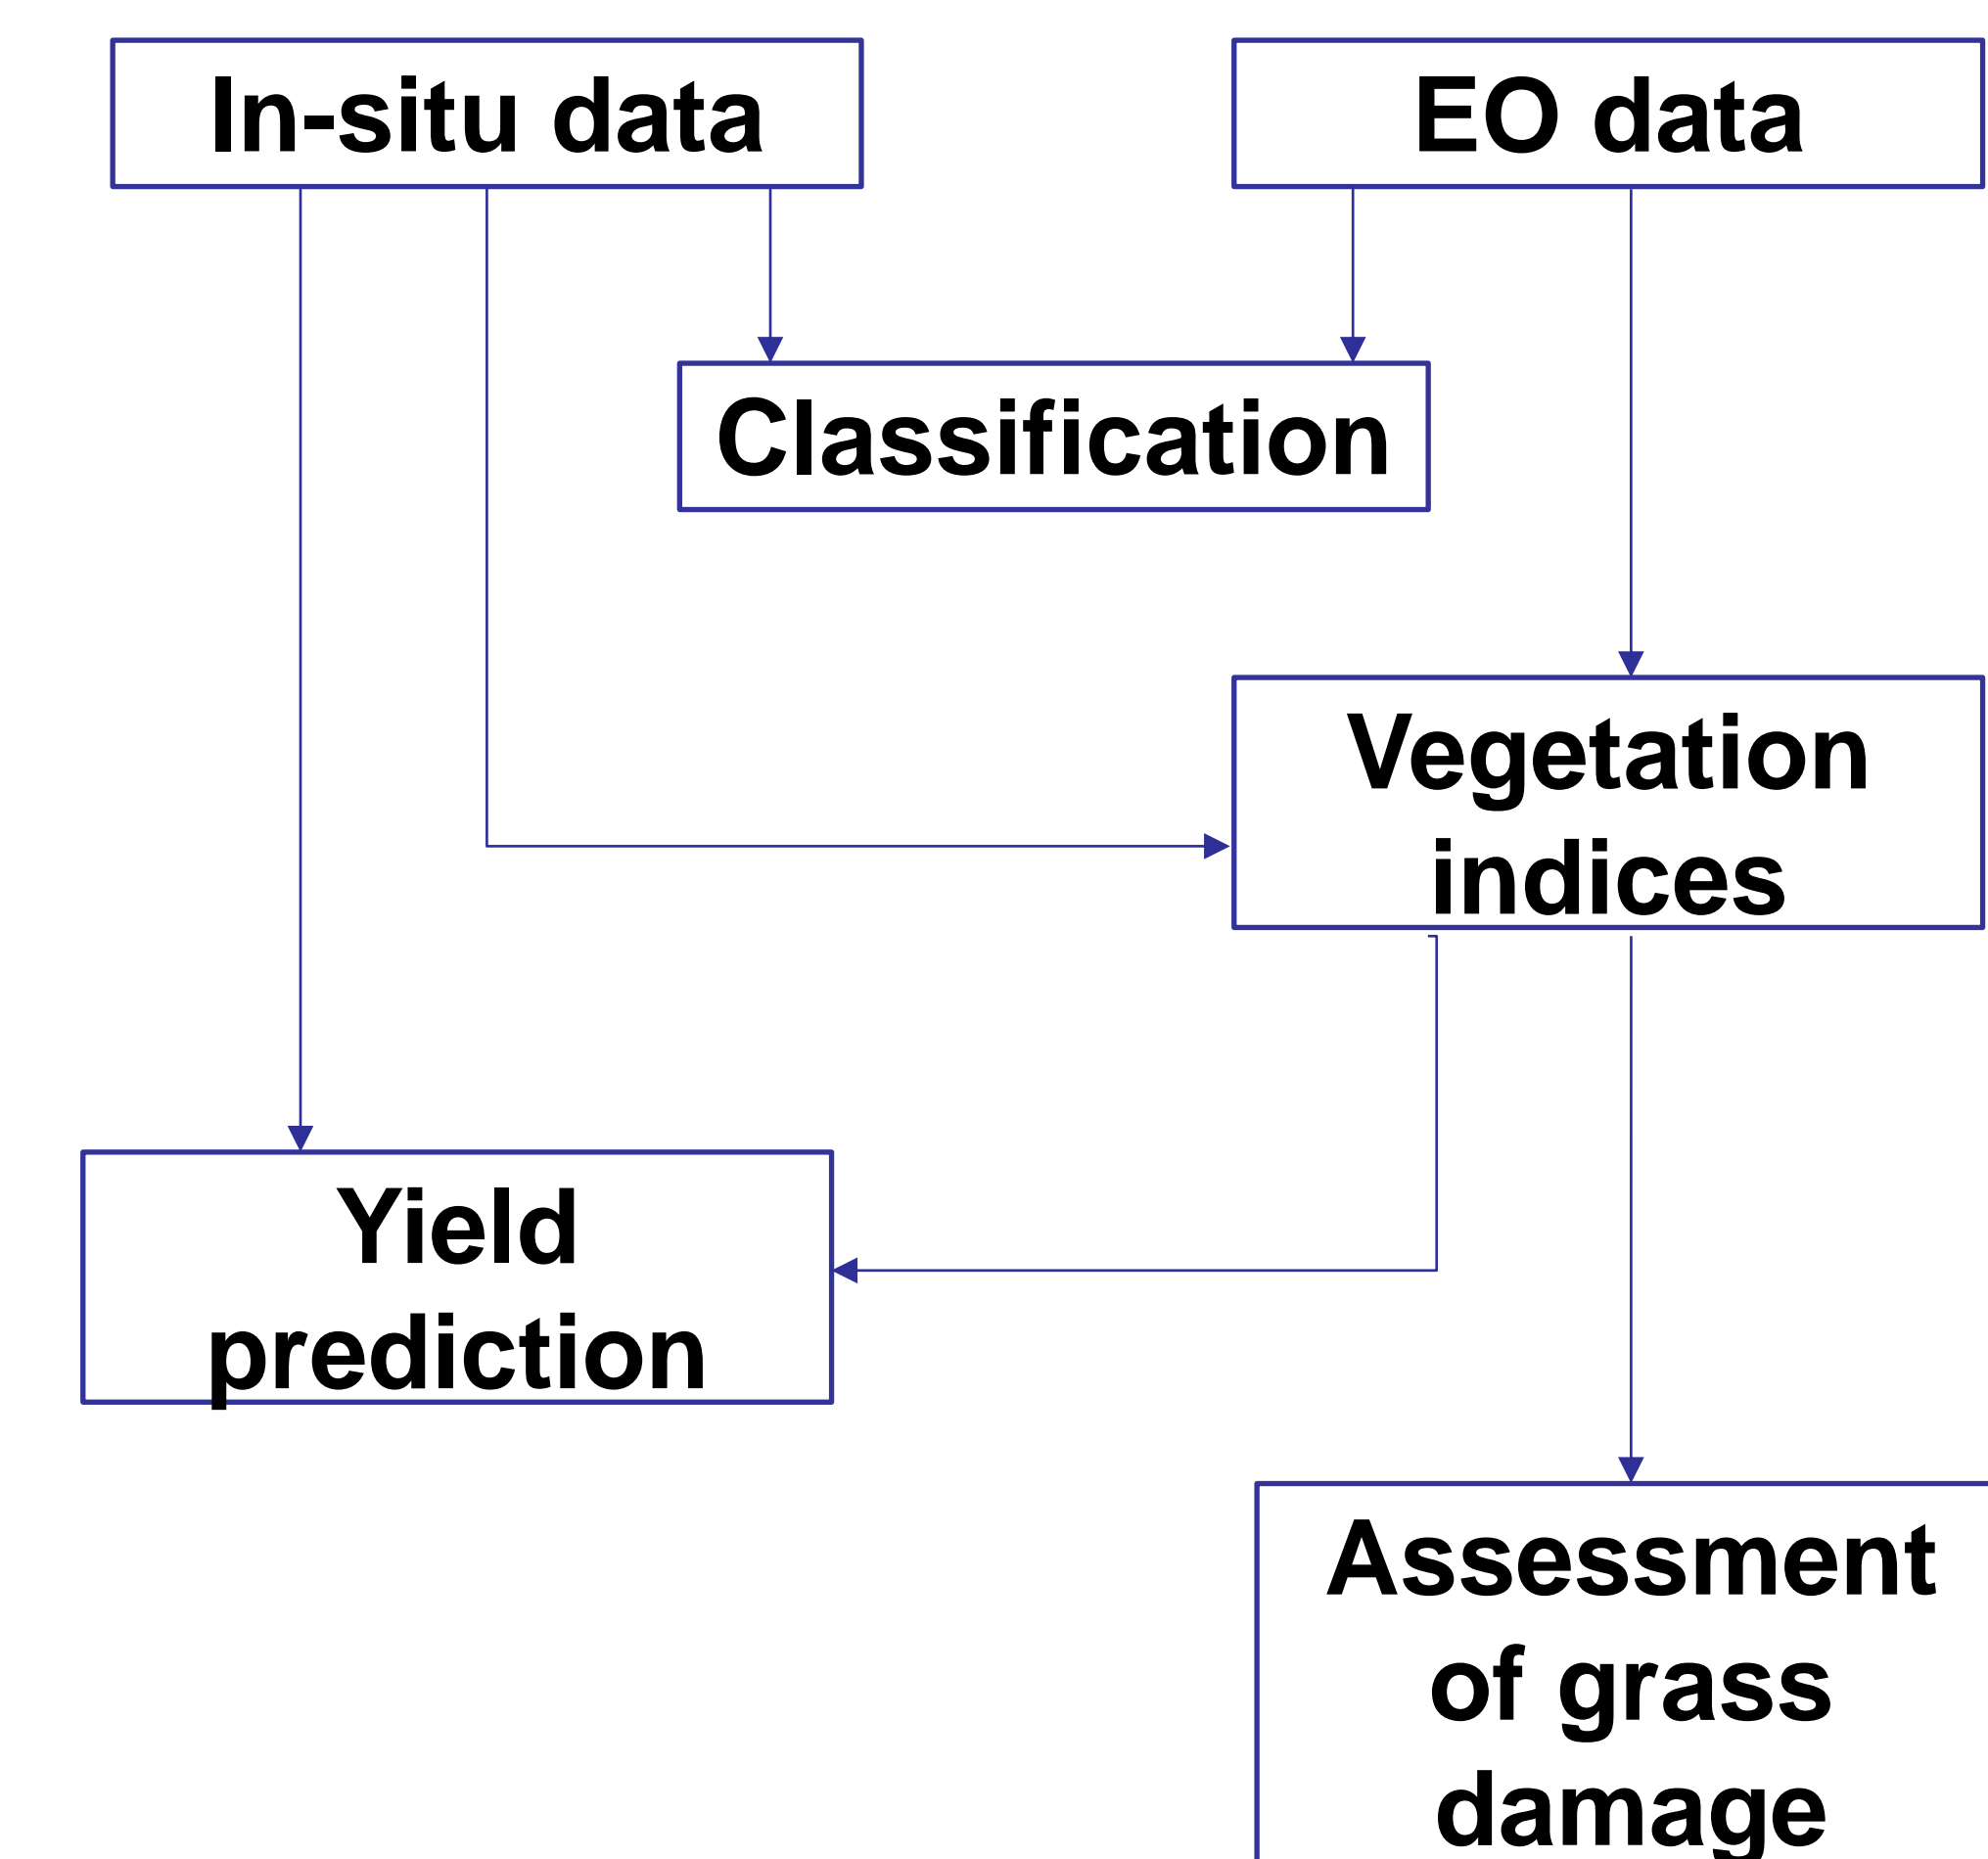 In-situ data
EO data
Classification
Vegetation
indices
Yield
prediction
Assessment
of grass
damage